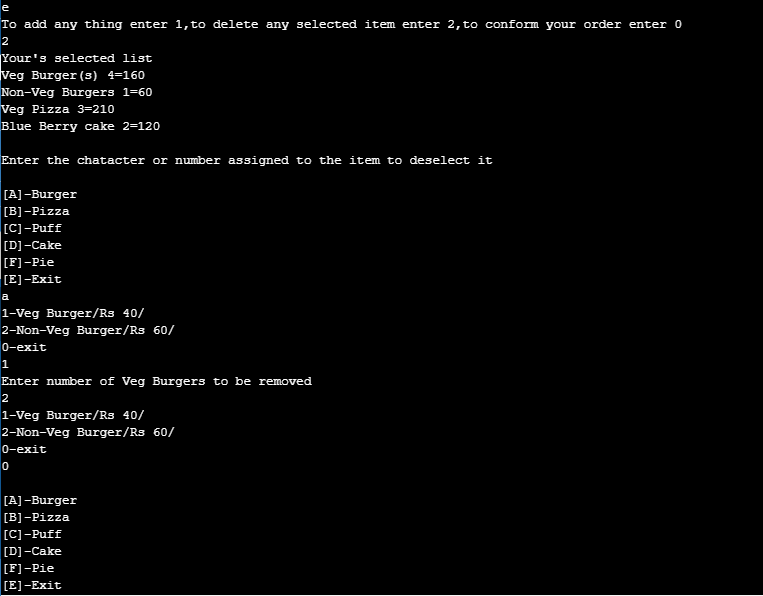 e
To add any thing enter 1,to delete any selected item enter 2,to conform your order enter 0
2
Your's selected list
Veg Burger(s) 4=160
Non-Veg Burgers 1=60
Veg Pizza 3=210
Blue Berry cake 2=120
Enter the chatacter or number assigned to the item to deselect it
[A]-Burger
[B]-Pizza
[C]-Puff
[D]-Cake
[F]-Pie
[E]-Exit
a
1-Veg Burger/Rs 40/
2-Non-Veg Burger/Rs 60/
0-exit
1
Enter number of Veg Burgers to be removed
2
1-Veg Burger/Rs 40/
2-Non-Veg Burger/Rs 60/
0-exit
0
[A]-Burger
[B]-Pizza
[C]-Puff
[D]-Cake
[F]-Pie
[E]-Exit